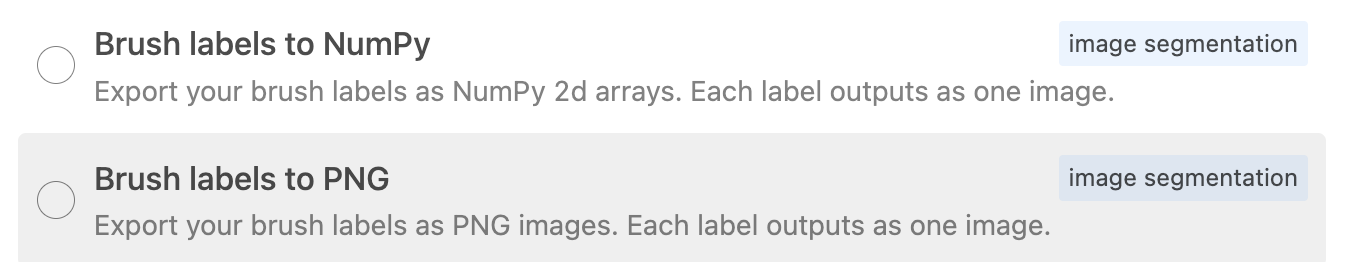 Brush labels to NumPy
image segmentation
Export your brush labels as NumPy 2d arrays. Each label outputs as one image.
Brush labels to PNG
image segmentation
Export your brush labels as PNG images. Each label outputs as one image.